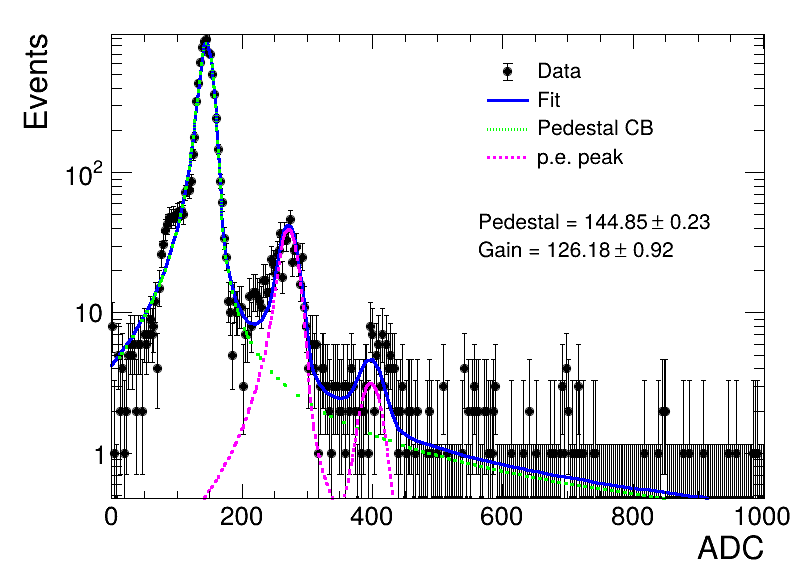 Events
Data
Fit
Pedestal CB
p.e. peak
Pedestal = 144.85 ± 0.23
Gain = 126.18 ± 0.92
10²
10
1
0 200 400 600 800 1000
ADC